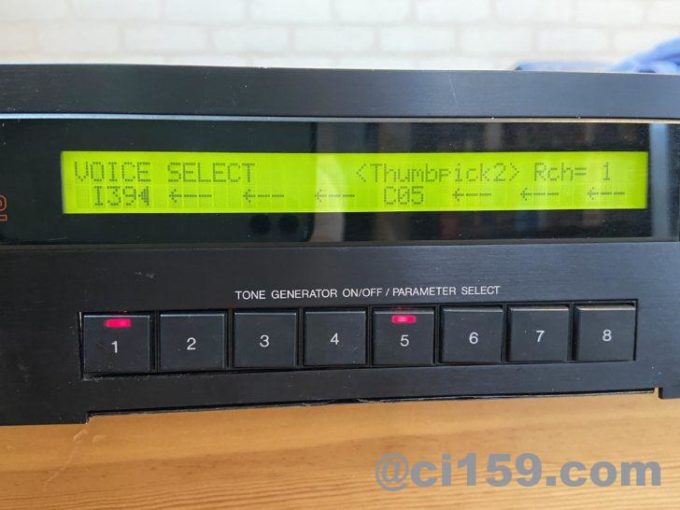 VOICE SELECT <Thumbpick2> Rch= 1
I39◀ ←--- ←--- ←--- C05 ←--- ←--- ←---
2
TONE GENERATOR ON/OFF / PARAMETER SELECT
1 2 3 4 5 6 7 8
@ci159.com